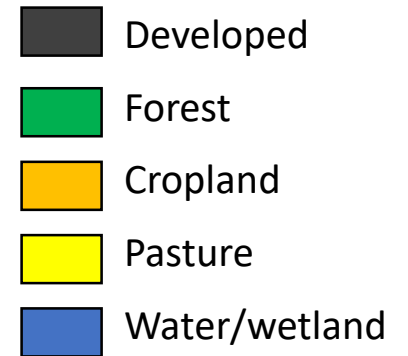 Developed
Forest
Cropland
Pasture
Water/wetland